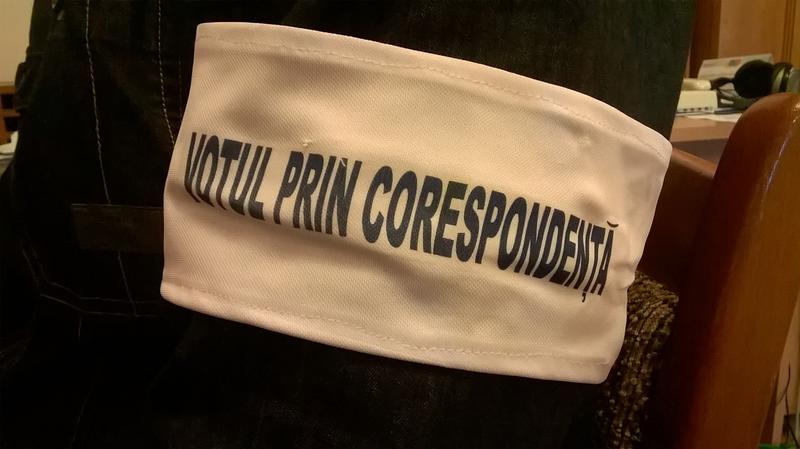 VOTUL PRIN CORESPONDENȚĂ